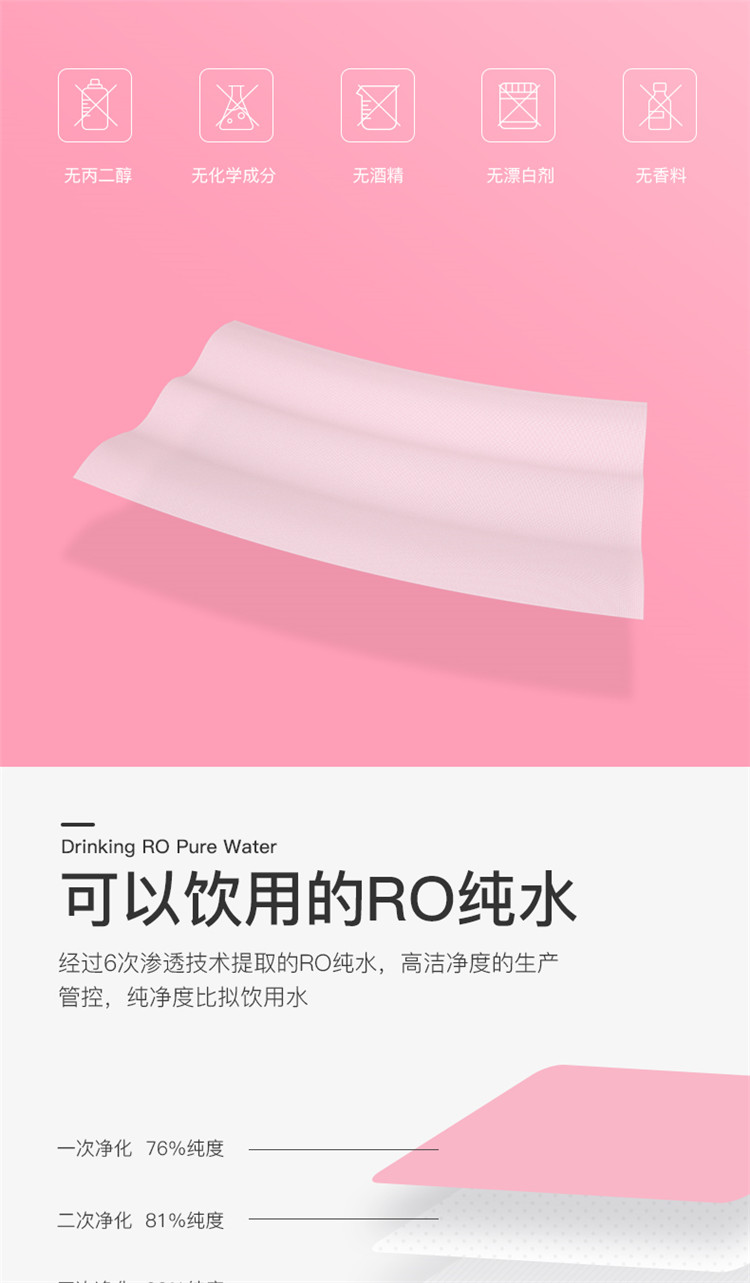 无丙二醇 无化学成分 无酒精 无漂白剂 无香料
Drinking RO Pure Water
可以饮用的RO纯水
经过6次渗透技术提取的RO纯水，高洁净度的生产
管控，纯净度比拟饮用水
一次净化 76%纯度
二次净化 81%纯度